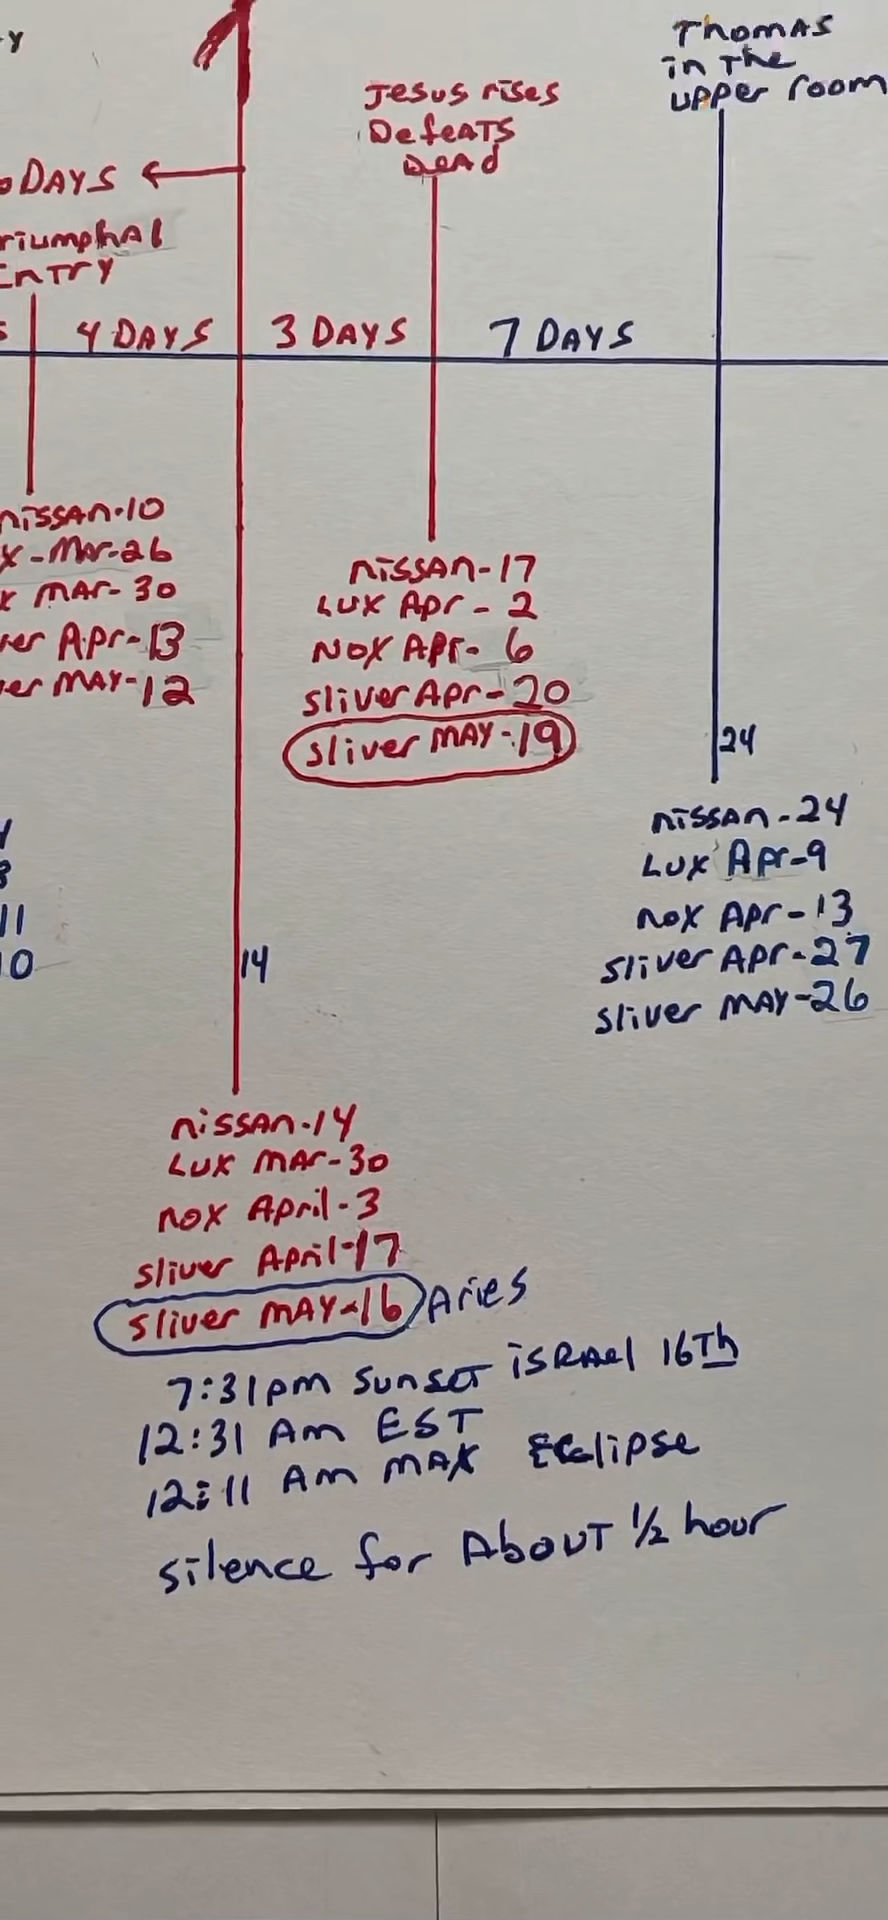 Thomas
in the
upper room
Jesus rises
Defeats
Dead
DAYS
Triumphal
Entry
4 DAYS
3 DAYS
7 DAYS
nissan-10
Mar-26
MAR-30
Apr-13
MAY-12
nissan-17
Lux Apr-2
NOX Apr-6
sliver Apr-20
sliver MAY-19
24
nissan-24
Lux Apr-9
nox Apr-13
sliver Apr-27
sliver MAY-26
11
10
14
nissan-14
Lux MAr-30
nox April-3
sliver April-17
sliver MAY-16 Aries
7:31pm sunset isRAel 16Th
12:31 Am EST
12:11 Am MAX Ecclipse
silence for About 1/2 hour